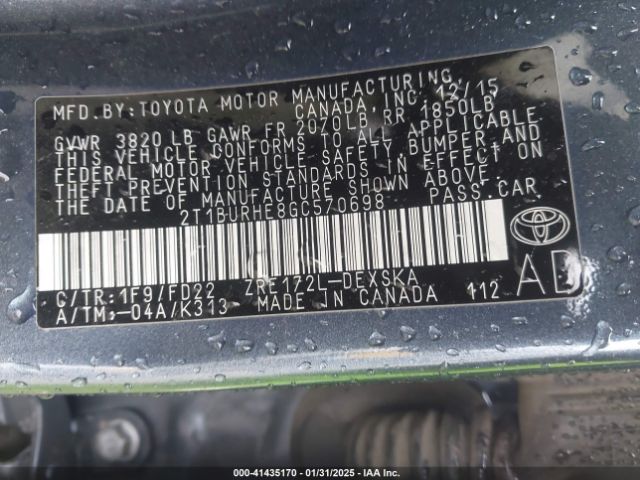 MFD.BY:TOYOTA MOTOR MANUFACTURING,
CANADA, INC. 12/15
GVWR 3820 LB GAWR FR 2070LB RR 1850LB
THIS VEHICLE CONFORMS TO ALL APPLICABLE
FEDERAL MOTOR VEHICLE SAFETY BUMPER, AND
THEFT PREVENTION STANDARDS IN EFFECT ON
THE DATE OF MANUFACTURE SHOWN ABOVE.
2T1BURHE8GC570698 PASS CAR
C/TR:1F9/FD22 ZRE172L-DEXSKA AD
A/TM:-04A/K313 MADE IN CANADA 112
000-41435170 | 01/31/2025 | IAA Inc.